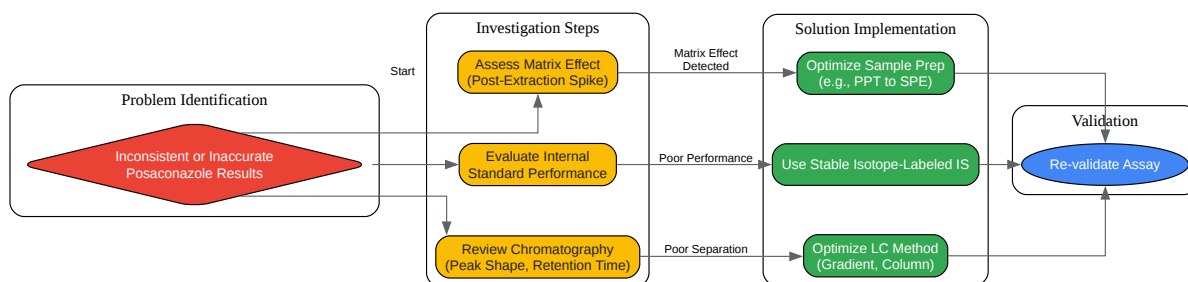 Problem Identification
Inconsistent or Inaccurate
Posaconazole Results
Start
Investigation Steps
Assess Matrix Effect
(Post-Extraction Spike)
Evaluate Internal
Standard Performance
Review Chromatography
(Peak Shape, Retention Time)
Matrix Effect
Detected
Poor Performance
Poor Separation
Solution Implementation
Optimize Sample Prep
(e.g., PPT to SPE)
Use Stable Isotope-Labeled IS
Optimize LC Method
(Gradient, Column)
Validation
Re-validate Assay